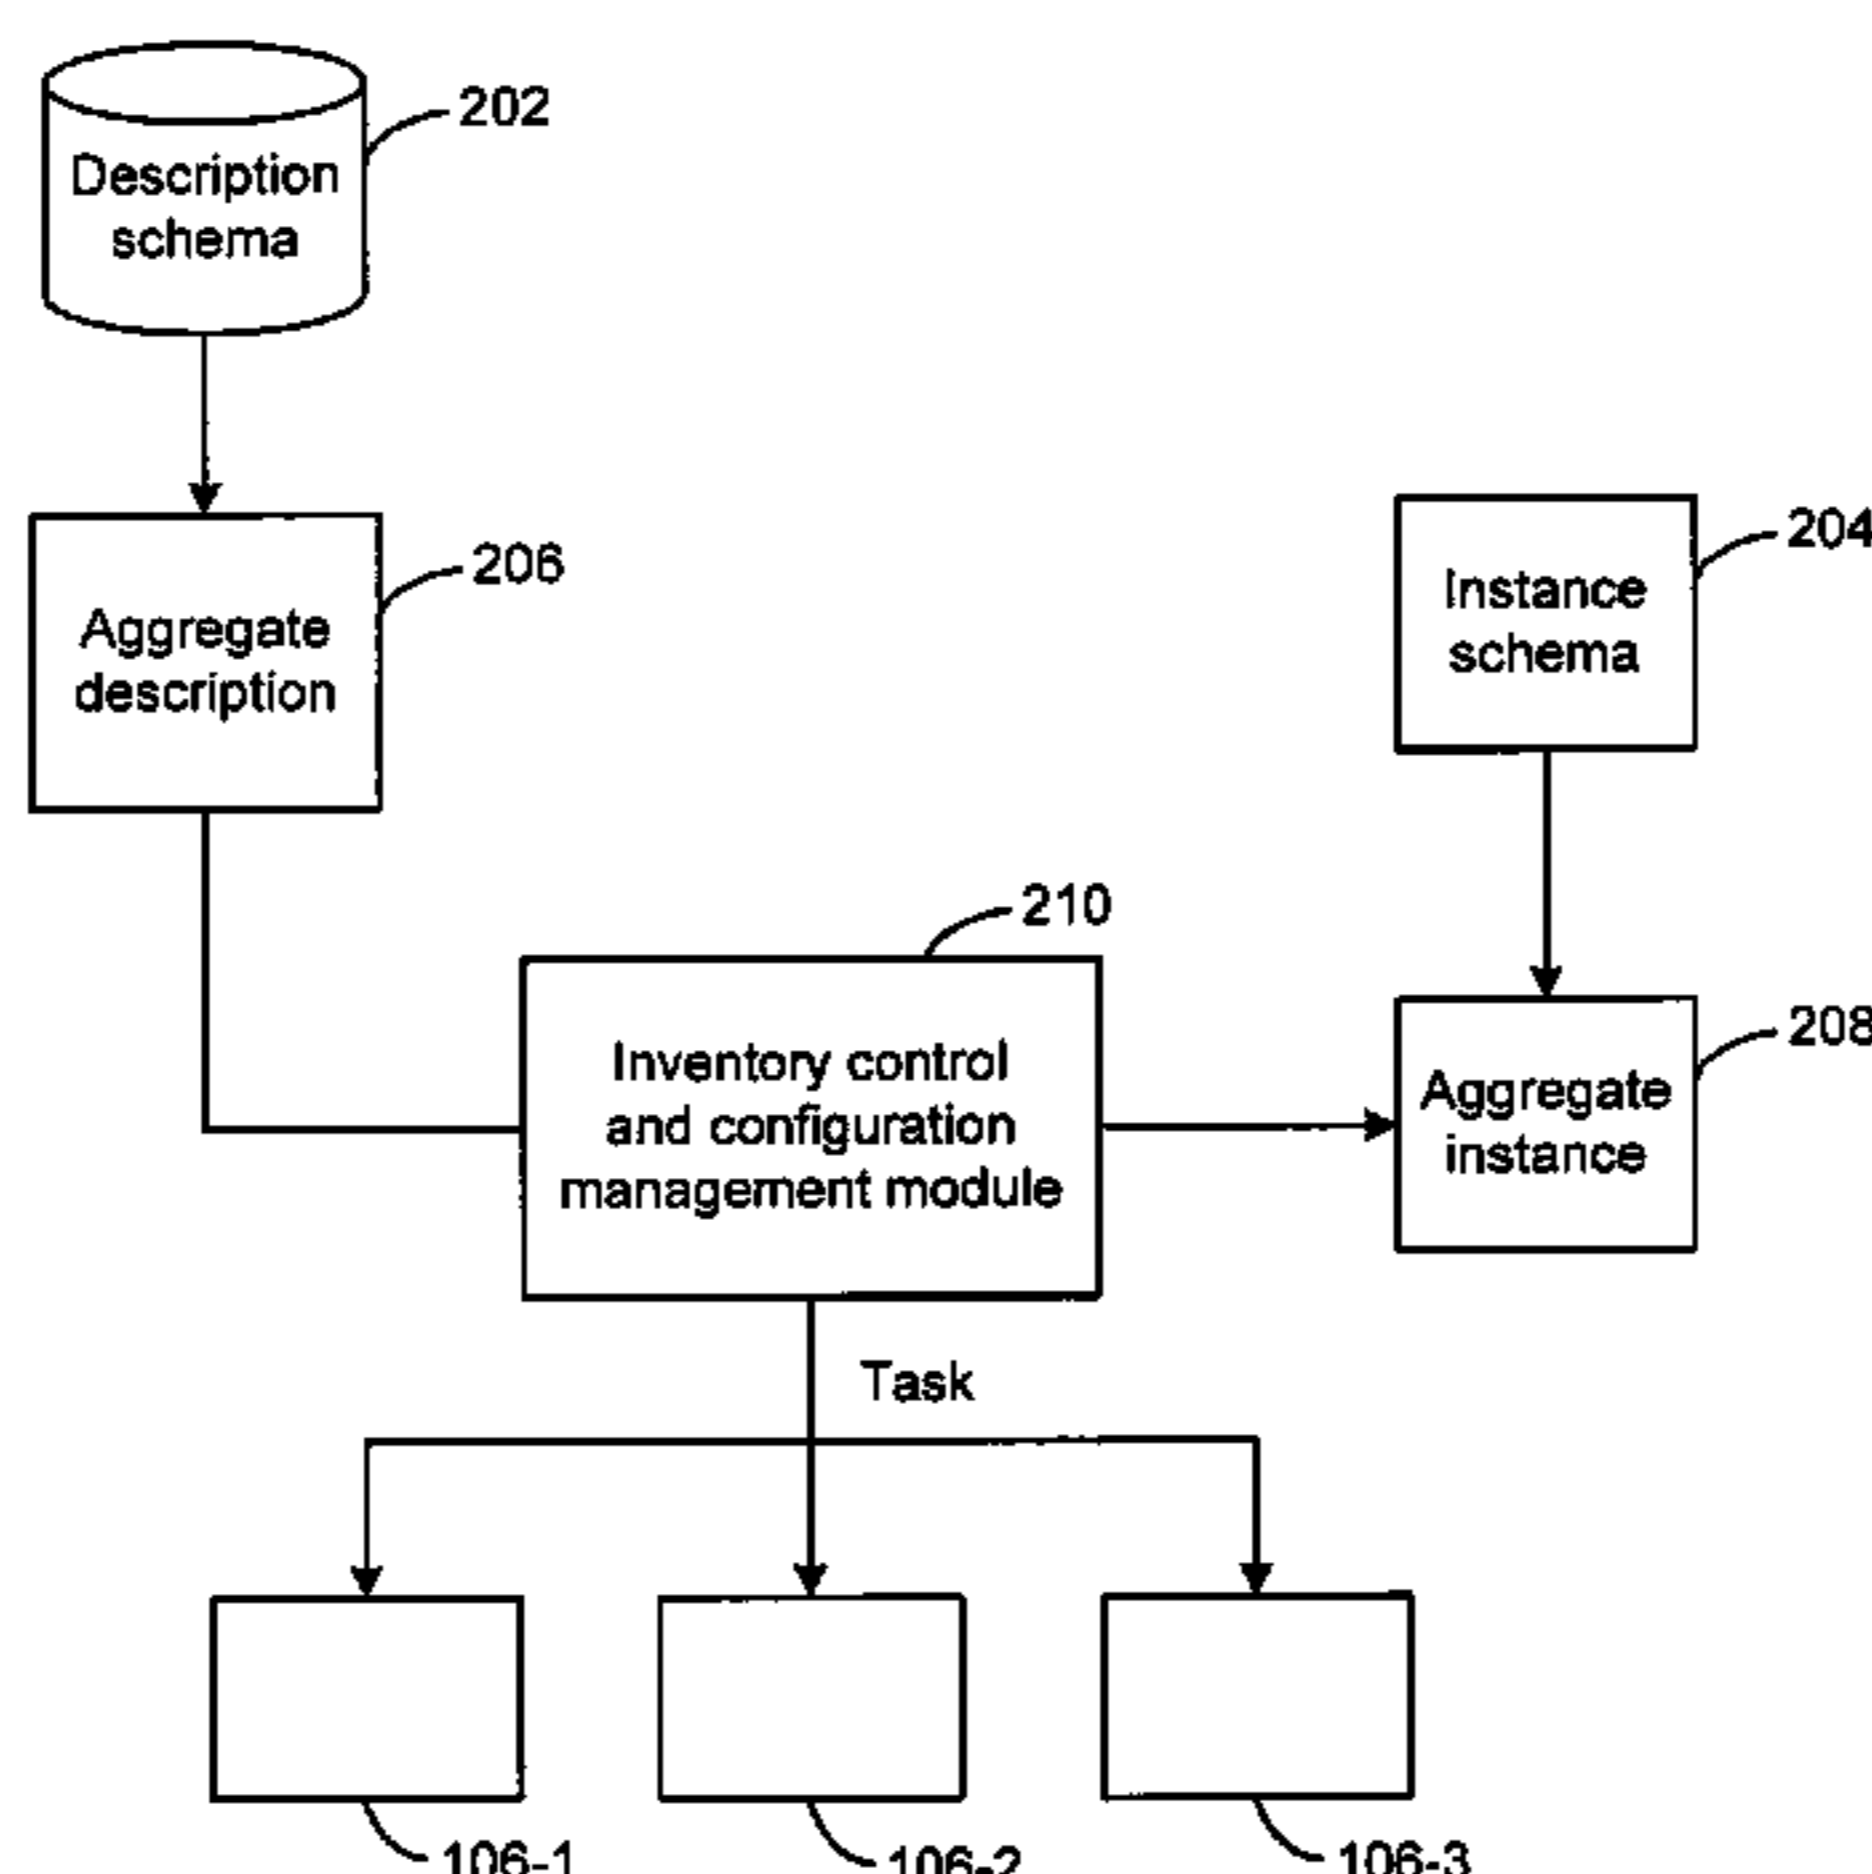 202
Description
schema
206
Aggregate
description
204
Instance
schema
210
Inventory control
and configuration
management module
208
Aggregate
instance
Task
106-1
106-2
106-3